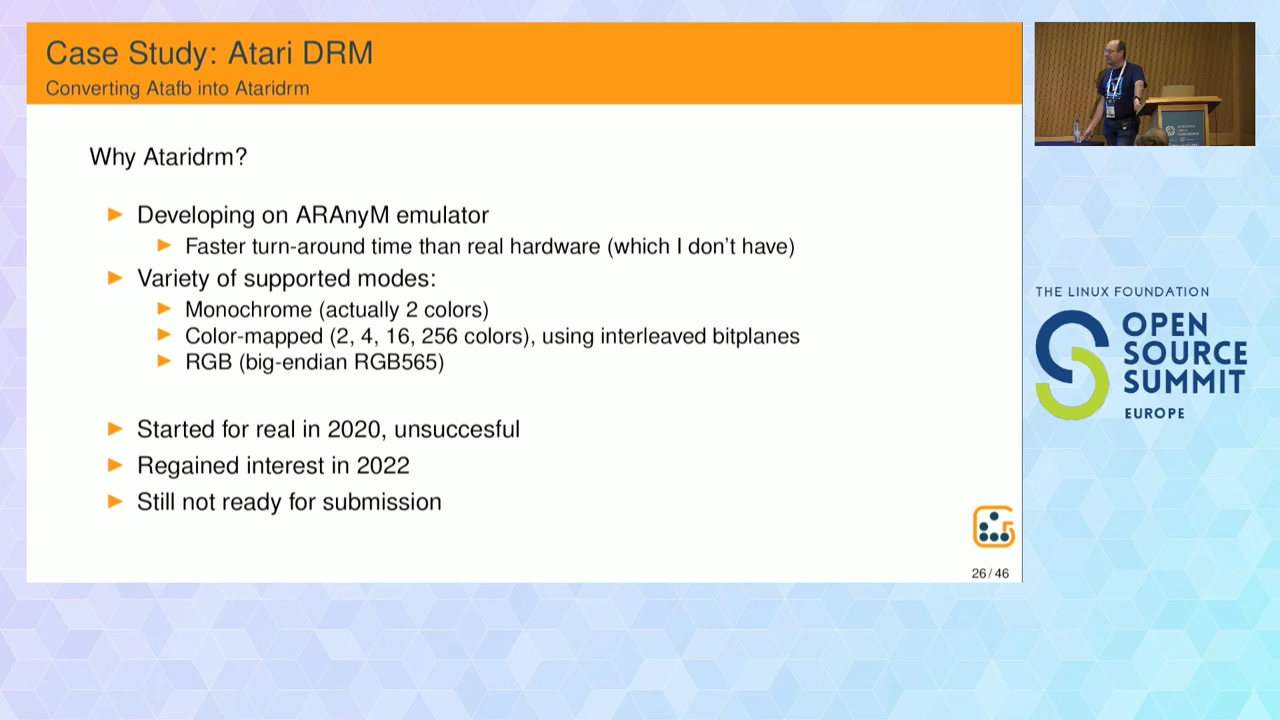 Case Study: Atari DRM
Converting Atafb into Ataridrm
Why Ataridrm?
Developing on ARAnyM emulator
Faster turn-around time than real hardware (which I don't have)
Variety of supported modes:
Monochrome (actually 2 colors)
Color-mapped (2, 4, 16, 256 colors), using interleaved bitplanes
RGB (big-endian RGB565)
Started for real in 2020, unsuccesful
Regained interest in 2022
Still not ready for submission
26 / 46
THE LINUX FOUNDATION
OPEN
SOURCE
SUMMIT
EUROPE